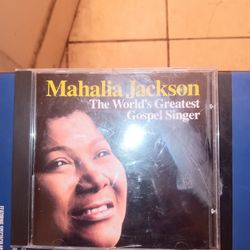 Mahalia Jackson
The World's Greatest
Gospel Singer